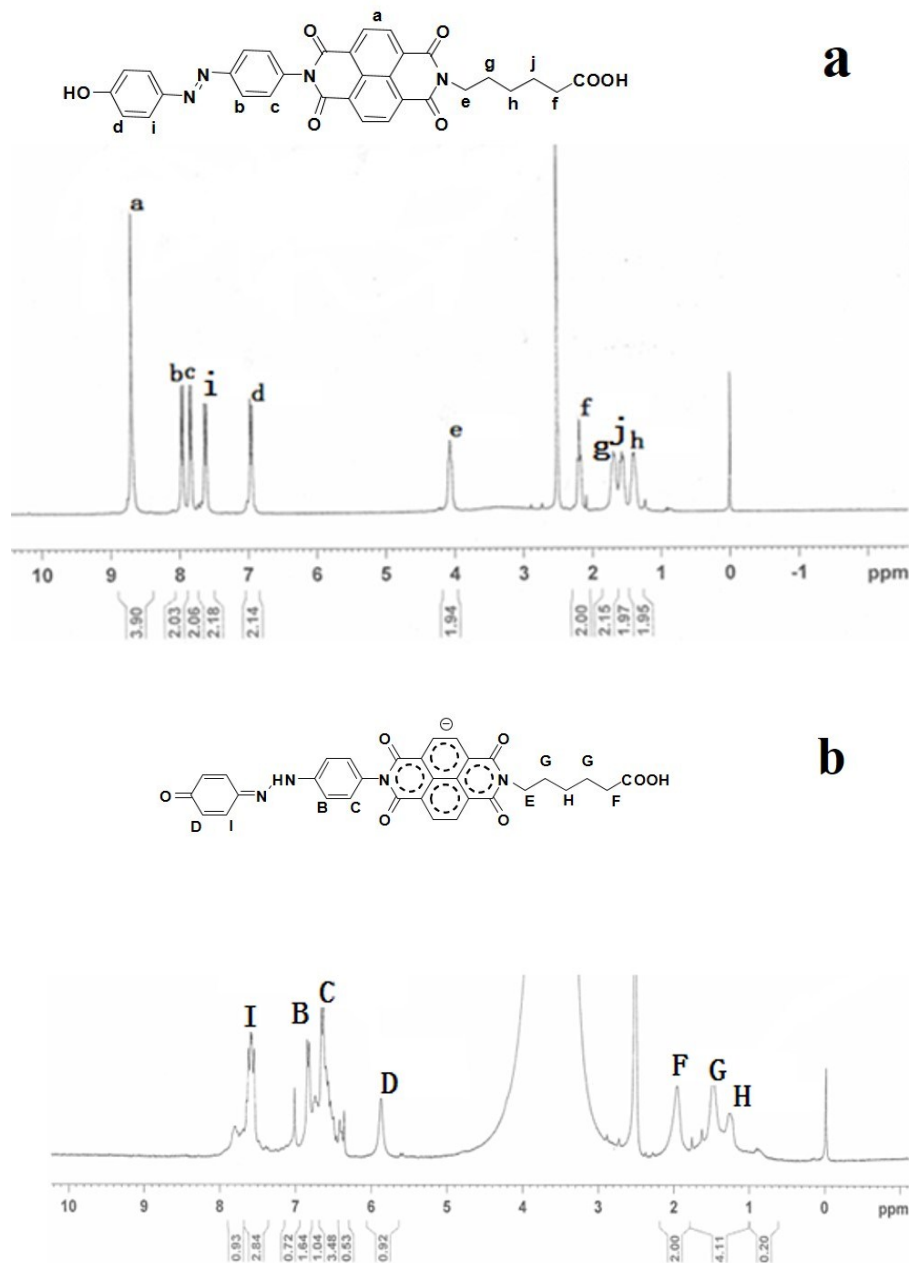 a
a
O
O
g
j
HO
N
N
N
N
COOH
b
c
e
h
f
d
i
O
O
a
b c i d
e
f
g j h
10 9 8 7 6 5 4 3 2 1 0 -1 ppm
3.90 2.03 2.06 2.18 2.14 1.94 2.00 2.15 1.97 1.95
b
⊖
O
O
G
G
O
N
H
HN
N
N
COOH
B
C
E
H
F
D
I
O
O
I B C D F G H
10 9 8 7 6 5 4 3 2 1 0 ppm
0.93 2.84 0.72 1.64 1.04 3.48 0.53 0.92 2.00 4.11 0.20